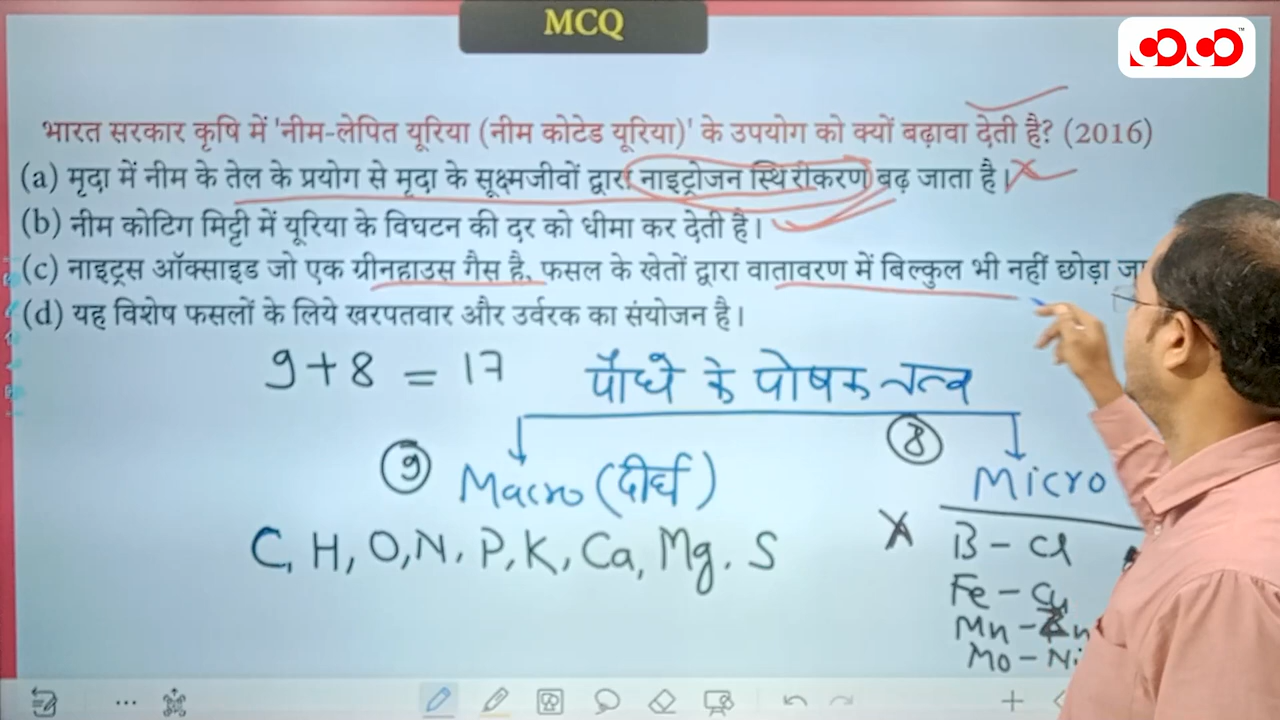 MCQ
भारत सरकार कृषि में 'नीम-लेपित यूरिया (नीम कोटेड यूरिया)' के उपयोग को क्यों बढ़ावा देती है? (2016)
(a) मृदा में नीम के तेल के प्रयोग से मृदा के सूक्ष्मजीवों द्वारा नाइट्रोजन स्थिरीकरण बढ़ जाता है।
(b) नीम कोटिंग मिट्टी में यूरिया के विघटन की दर को धीमा कर देती है।
(c) नाइट्रस ऑक्साइड जो एक ग्रीनहाउस गैस है, फसल के खेतों द्वारा वातावरण में बिल्कुल भी नहीं छोड़ा
(d) यह विशेष फसलों के लिये खरपतवार और उर्वरक का संयोजन है।
9+8 = 17 पौधे के पोषक तत्व
9 Macro (दीर्घ) 8 Micro
C, H, O, N, P, K, Ca, Mg, S
B - Cl
Fe - Cu
Mn - Zn
Mo - Ni